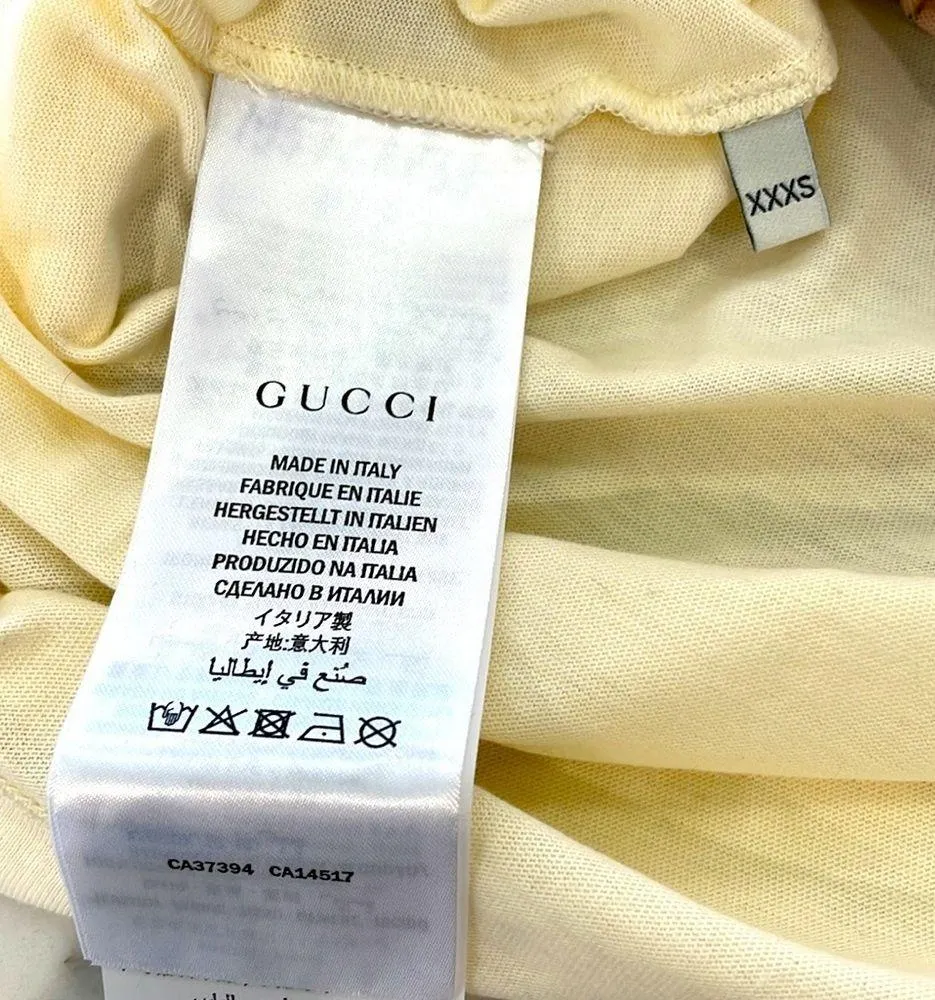 XXXS
GUCCI
MADE IN ITALY
FABRIQUE EN ITALIE
HERGESTELLT IN ITALIEN
HECHO EN ITALIA
PRODUZIDO NA ITALIA
СДЕЛАНО В ИТАЛИИ
イタリア製
产地:意大利
صُنع في إيطاليا
CA37394 CA14517